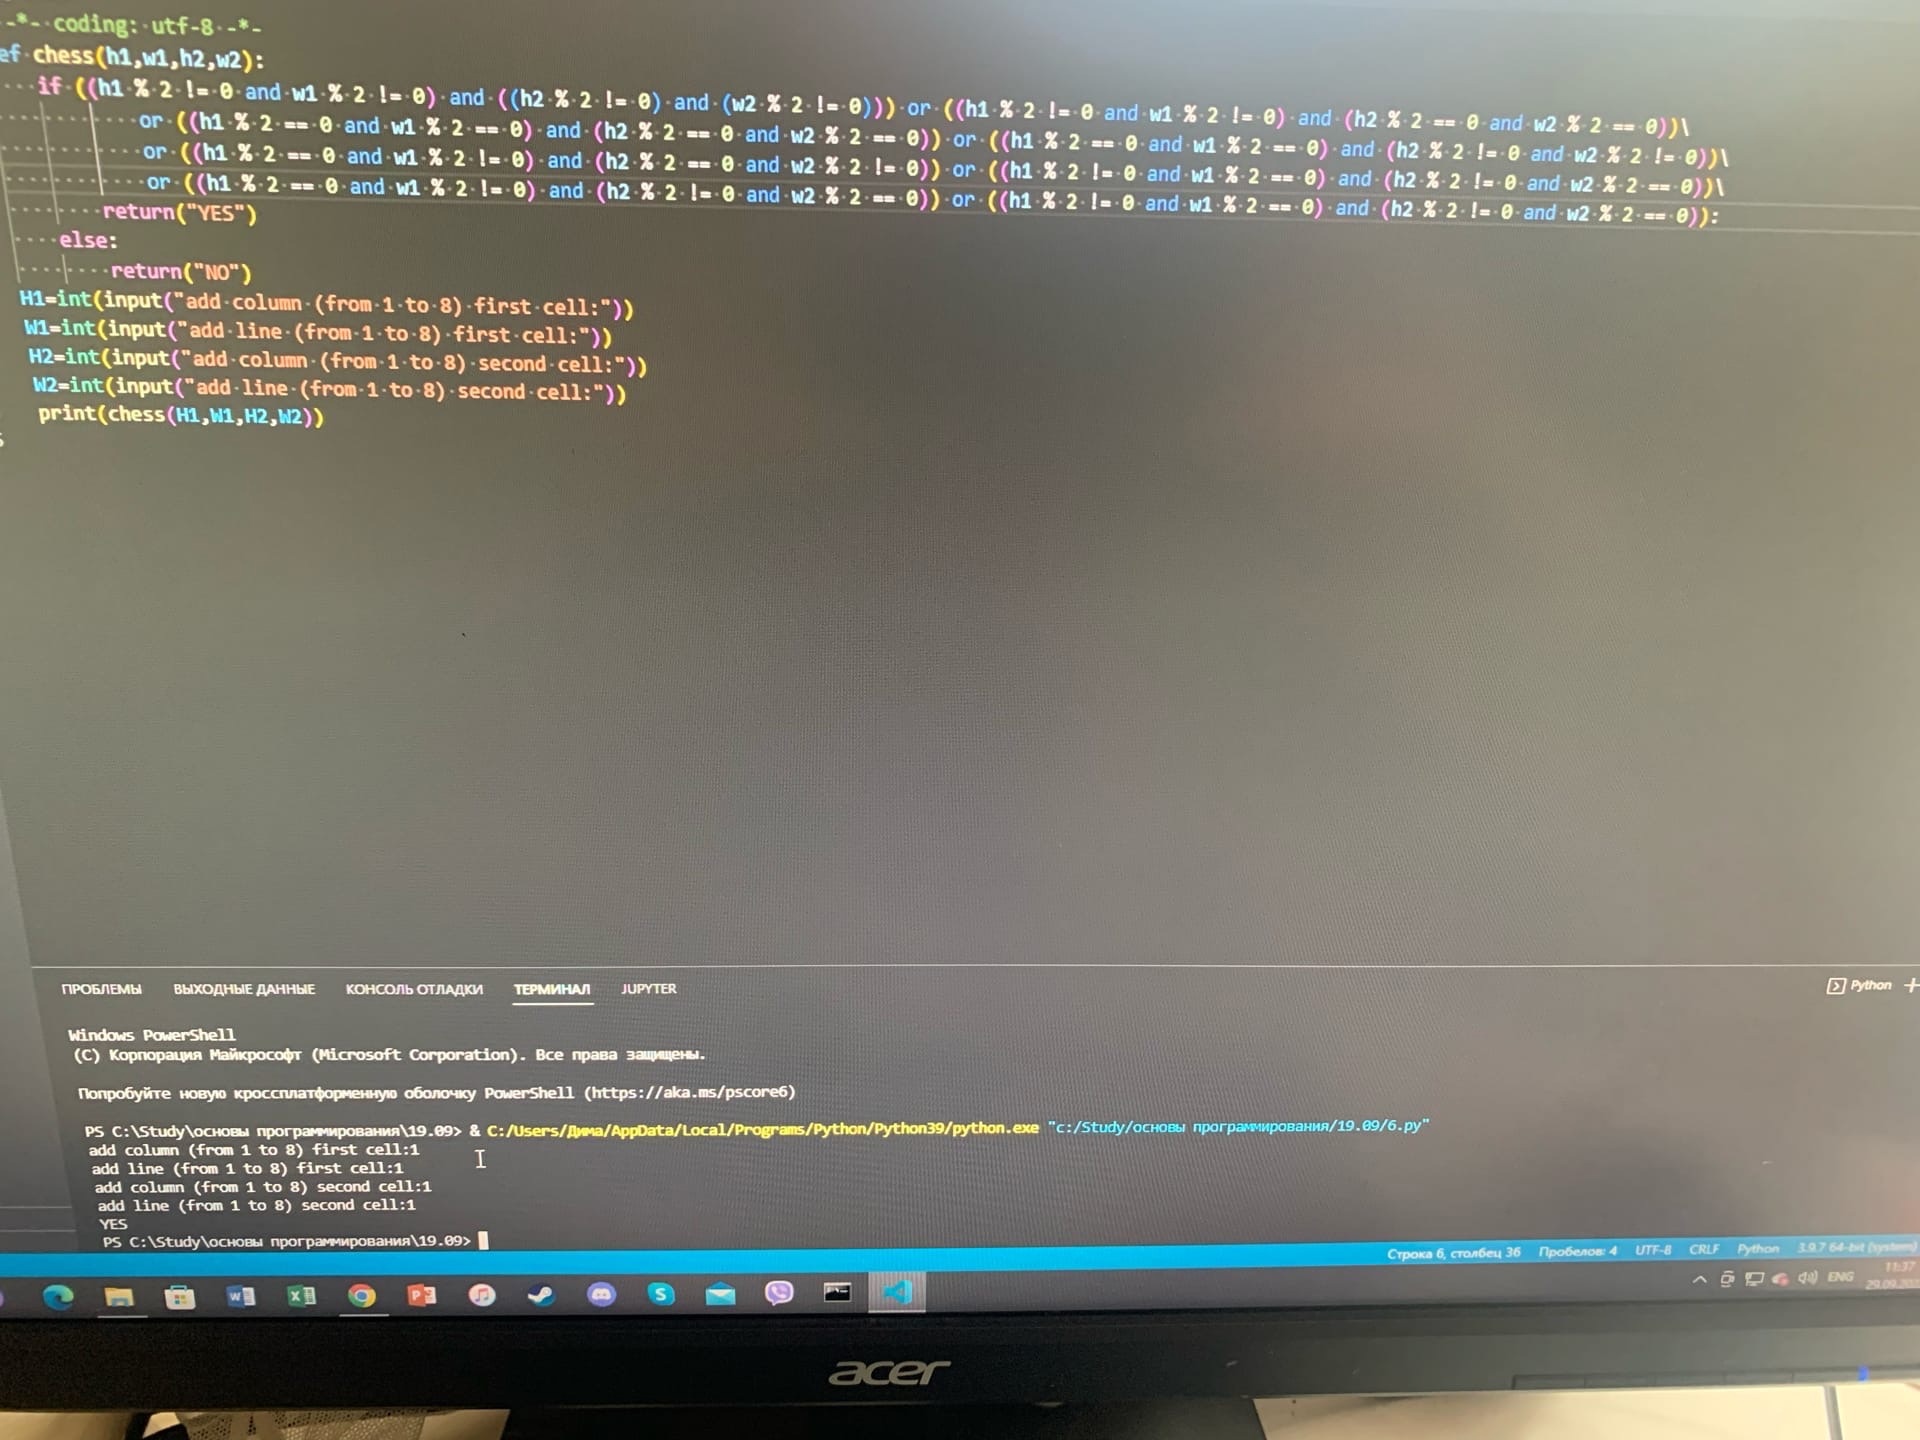 -*- coding: utf-8 -*-
ef chess(h1,w1,h2,w2):
if ((h1 % 2 != 0 and w1 % 2 != 0) and ((h2 % 2 != 0) and (w2 % 2 != 0))) or ((h1 % 2 != 0 and w1 % 2 != 0) and (h2 % 2 == 0 and w2 % 2 == 0))\
or ((h1 % 2 == 0 and w1 % 2 == 0) and (h2 % 2 == 0 and w2 % 2 == 0)) or ((h1 % 2 == 0 and w1 % 2 == 0) and (h2 % 2 != 0 and w2 % 2 != 0))\
or ((h1 % 2 == 0 and w1 % 2 != 0) and (h2 % 2 == 0 and w2 % 2 != 0)) or ((h1 % 2 != 0 and w1 % 2 == 0) and (h2 % 2 != 0 and w2 % 2 == 0))\
or ((h1 % 2 == 0 and w1 % 2 != 0) and (h2 % 2 != 0 and w2 % 2 == 0)) or ((h1 % 2 != 0 and w1 % 2 == 0) and (h2 % 2 != 0 and w2 % 2 == 0)):
return("YES")
else:
return("NO")
H1=int(input("add column (from 1 to 8) first cell:"))
W1=int(input("add line (from 1 to 8) first cell:"))
H2=int(input("add column (from 1 to 8) second cell:"))
W2=int(input("add line (from 1 to 8) second cell:"))
print(chess(H1,W1,H2,W2))
ПРОБЛЕМЫ ВЫХОДНЫЕ ДАННЫЕ КОНСОЛЬ ОТЛАДКИ ТЕРМИНАЛ JUPYTER Python
Windows PowerShell
(C) Корпорация Майкрософт (Microsoft Corporation). Все права защищены.
Попробуйте новую кроссплатформенную оболочку PowerShell (https://aka.ms/pscore6)
PS C:\Study\основы программирования\19.09> & C:/Users/Дима/AppData/Local/Programs/Python/Python39/python.exe "c:/Study/основы программирования/19.09/6.py"
add column (from 1 to 8) first cell:1
add line (from 1 to 8) first cell:1
add column (from 1 to 8) second cell:1
add line (from 1 to 8) second cell:1
YES
PS C:\Study\основы программирования\19.09>
Строка 6, столбец 36 Пробелов: 4 UTF-8 CRLF Python 3.9.7 64-bit (system)
ENG 11:37
acer